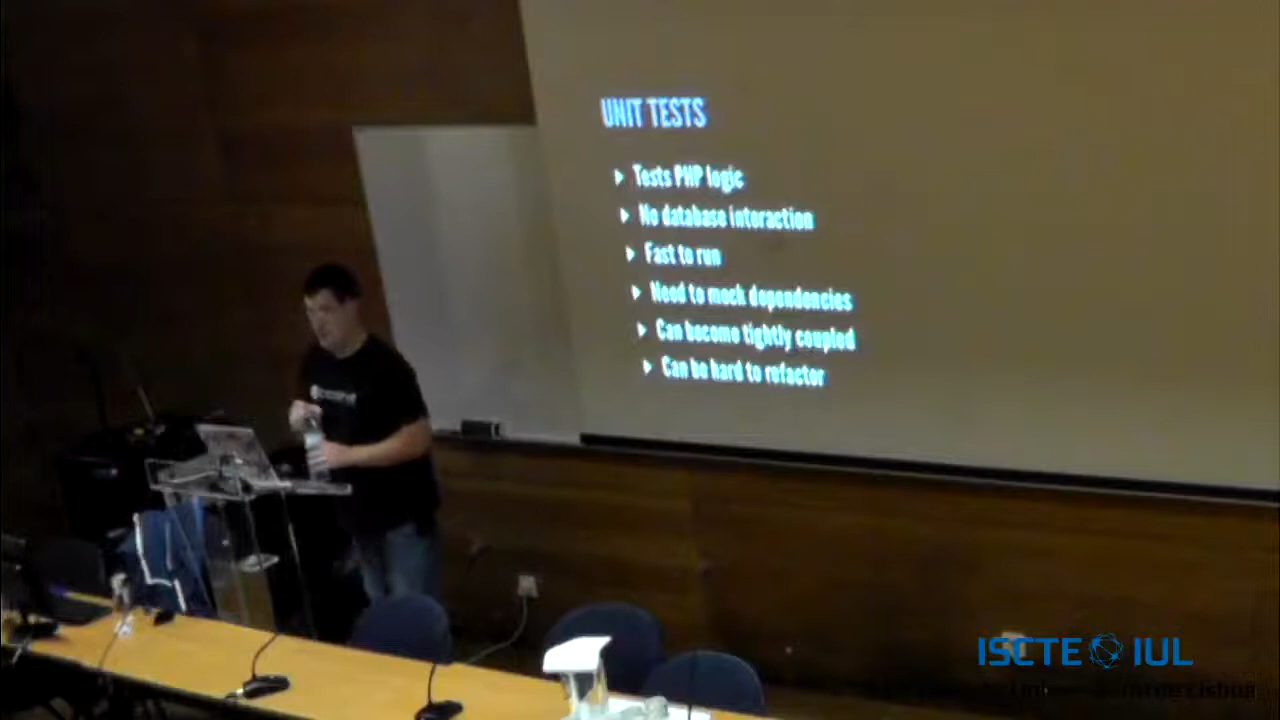 UNIT TESTS
Tests PHP logic
No database interaction
Fast to run
Need to mock dependencies
Can become tightly coupled
Can be hard to refactor
ISCTE IUL